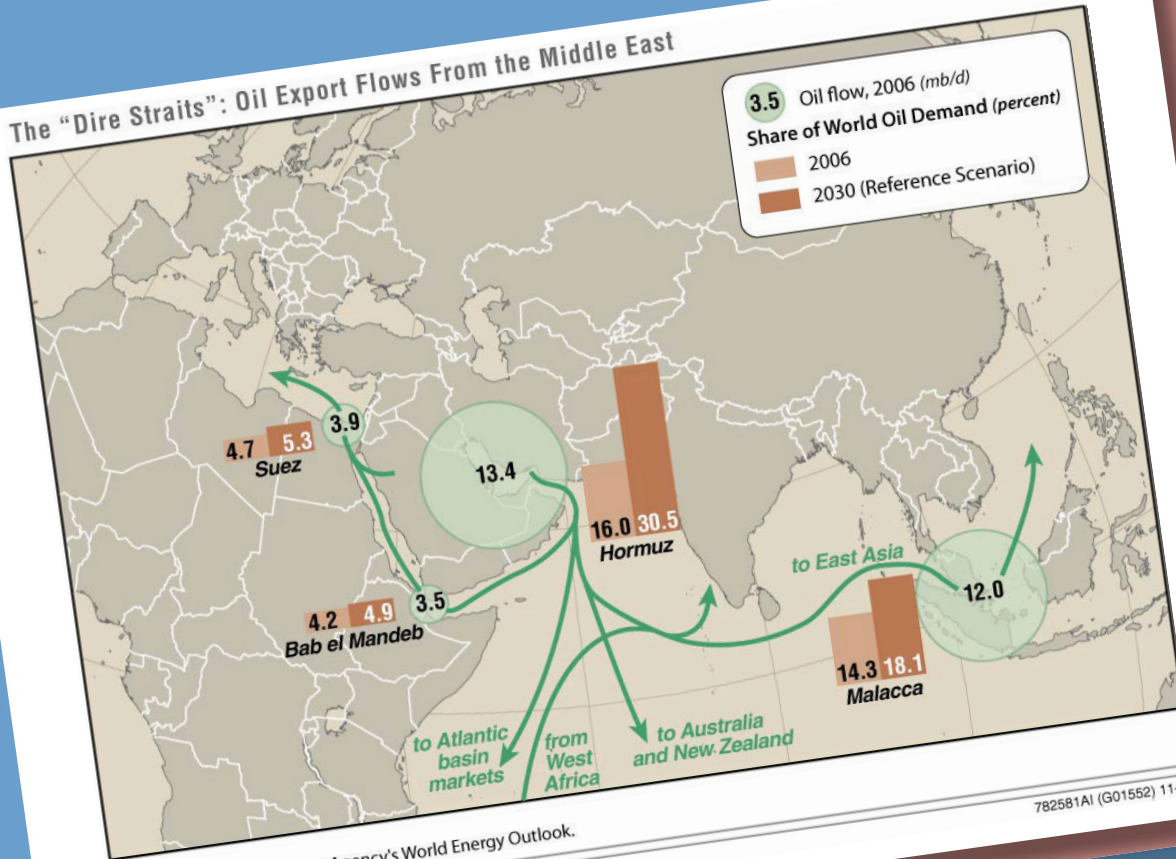 The “Dire Straits”: Oil Export Flows From the Middle East
3.5 Oil flow, 2006 (mb/d)
Share of World Oil Demand (percent)
2006
2030 (Reference Scenario)
3.9
4.7 5.3
Suez
13.4
16.0 30.5
Hormuz
3.5
4.2 4.9
Bab el Mandeb
to East Asia
12.0
14.3 18.1
Malacca
to Atlantic
basin
markets
from
West
Africa
to Australia
and New Zealand
World Energy Outlook.
782581AI (G01552)